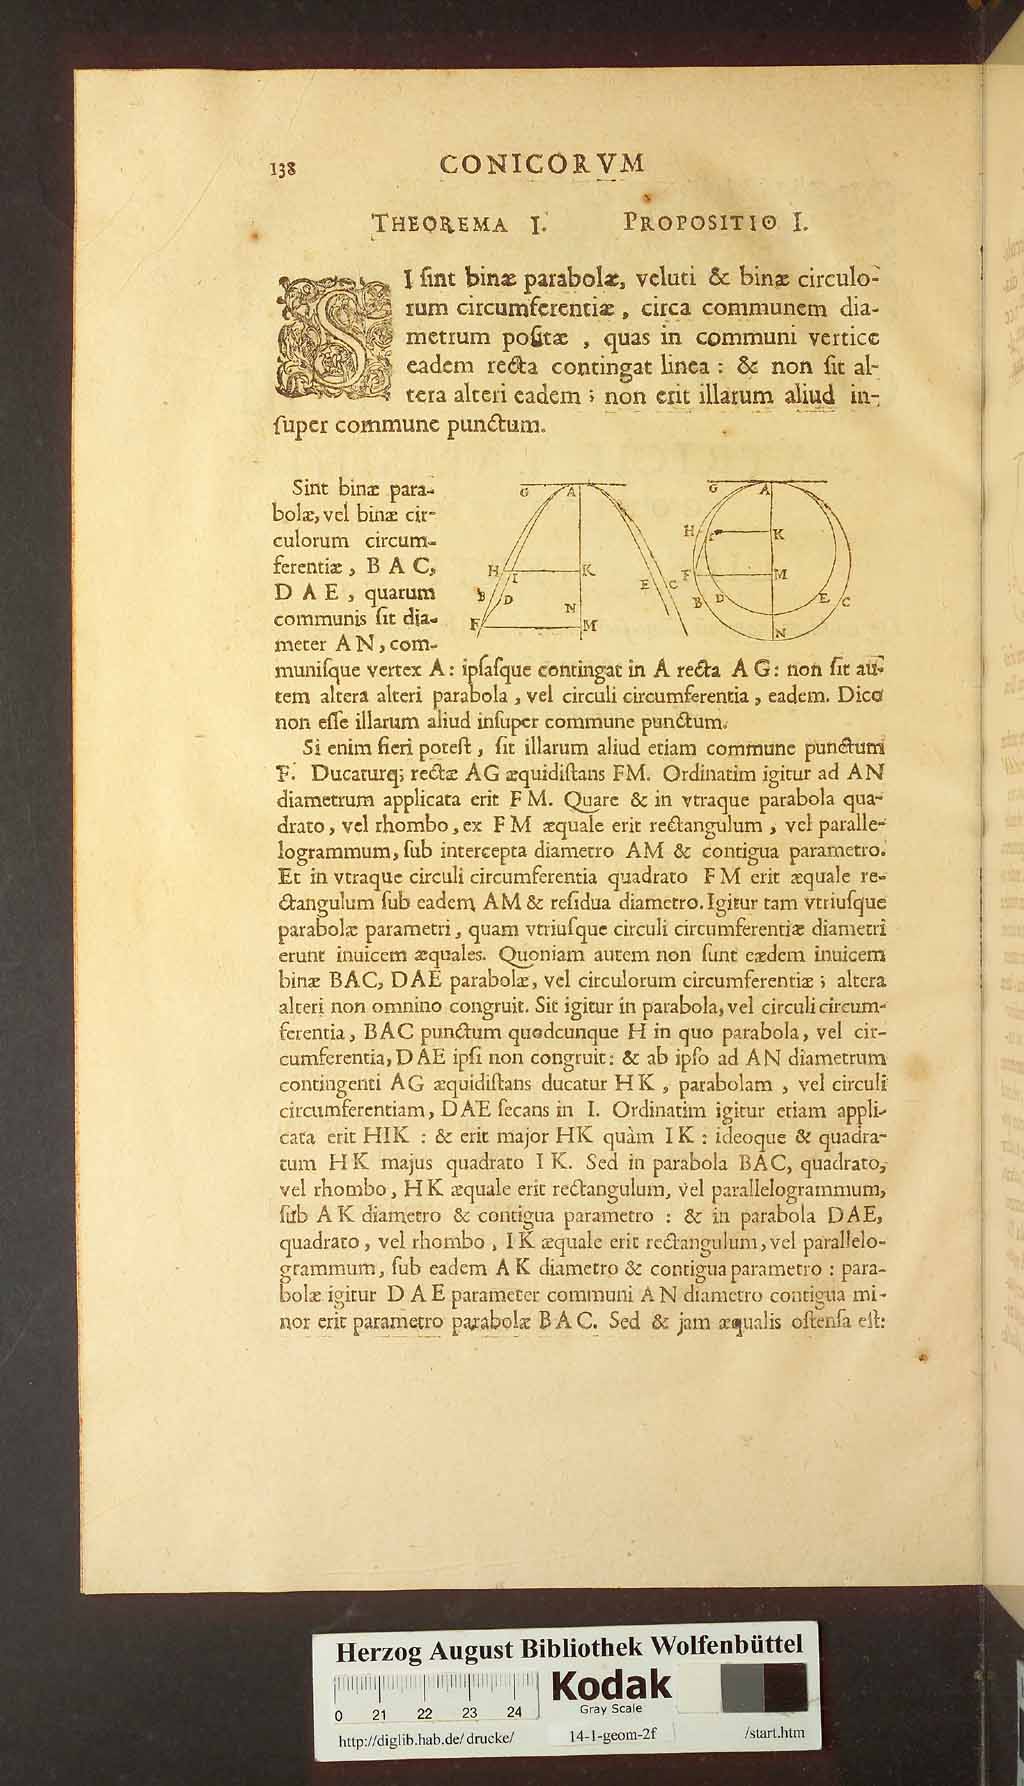 138 CONICORVM
THEOREMA I. PROPOSITIO I.
SI ſint binæ parabolæ, veluti & binæ circulo-
rum circumferentiæ, circa communem dia-
metrum poſitæ, quas in communi vertice
eadem recta contingat linea: & non ſit al-
tera alteri eadem; non erit illarum aliud in-
ſuper commune punctum.
Sint binæ para-
bolæ, vel binæ cir-
culorum circum-
ferentiæ, B A C,
D A E, quarum
communis ſit dia-
meter A N, com-
G A
H I K
B D N E C
F M
G A
H I K
F M
B D E C
N
muniſque vertex A: ipſaſque contingat in A recta A G: non ſit au-
tem altera alteri parabola, vel circuli circumferentia, eadem. Dico
non eſſe illarum aliud inſuper commune punctum.
Si enim fieri poteſt, ſit illarum aliud etiam commune punctum
F. Ducaturq; rectæ AG æquidiſtans FM. Ordinatim igitur ad AN
diametrum applicata erit F M. Quare & in vtraque parabola qua-
drato, vel rhombo, ex F M æquale erit rectangulum, vel paralle-
logrammum, ſub intercepta diametro AM & contigua parametro.
Et in vtraque circuli circumferentia quadrato F M erit æquale re-
ctangulum ſub eadem AM & reſidua diametro. Igitur tam vtriuſque
parabolæ parametri, quam vtriuſque circuli circumferentiæ diametri
erunt inuicem æquales. Quoniam autem non ſunt eædem inuicem
binæ BAC, DAE parabolæ, vel circulorum circumferentiæ; altera
alteri non omnino congruit. Sit igitur in parabola, vel circuli circum-
ferentia, BAC punctum quodcunque H in quo parabola, vel cir-
cumferentia, DAE ipſi non congruit: & ab ipſo ad AN diametrum
contingenti AG æquidiſtans ducatur H K, parabolam, vel circuli
circumferentiam, DAE ſecans in I. Ordinatim igitur etiam appli-
cata erit HIK: & erit major HK quàm I K: ideoque & quadra-
tum H K majus quadrato I K. Sed in parabola BAC, quadrato,
vel rhombo, H K æquale erit rectangulum, vel parallelogrammum,
ſub A K diametro & contigua parametro: & in parabola DAE,
quadrato, vel rhombo, I K æquale erit rectangulum, vel parallelo-
grammum, ſub eadem A K diametro & contigua parametro: para-
bolæ igitur D A E parameter communi A N diametro contigua mi-
nor erit parametro parabolæ B A C. Sed & jam æqualis oſtenſa eſt:
Herzog August Bibliothek Wolfenbüttel
Kodak
Gray Scale
0 21 22 23 24
http://diglib.hab.de/drucke/ 14-1-geom-2f /start.htm